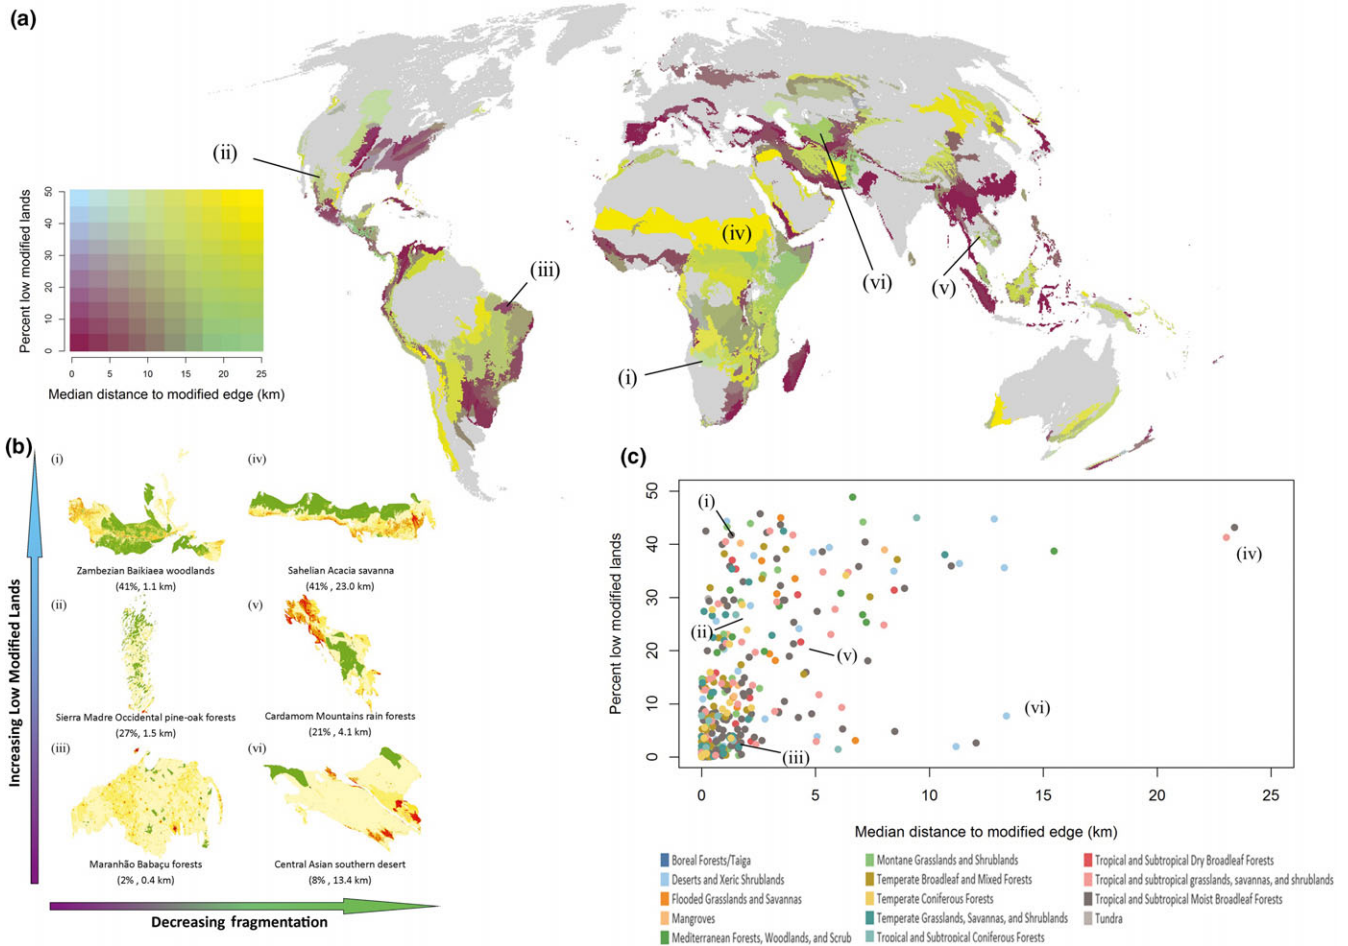 (a)
(ii)
(iii)
(iv)
(vi)
(v)
(i)
Percent low modified lands
50
40
30
20
10
0
0 5 10 15 20 25
Median distance to modified edge (km)
(b)
Increasing Low Modified Lands
(i)
(iv)
Zambezian Baikiaea woodlands
(41%, 1.1 km)
Sahelian Acacia savanna
(41% , 23.0 km)
(ii)
(v)
Sierra Madre Occidental pine-oak forests
(27%, 1.5 km)
Cardamom Mountains rain forests
(21% , 4.1 km)
(iii)
(vi)
Maranhão Babaçu forests
(2% , 0.4 km)
Central Asian southern desert
(8% , 13.4 km)
Decreasing fragmentation
(c)
Percent low modified lands
50
40
30
20
10
0
(i)
(iv)
(ii)
(v)
(vi)
(iii)
0 5 10 15 20 25
Median distance to modified edge (km)
Boreal Forests/Taiga
Deserts and Xeric Shrublands
Flooded Grasslands and Savannas
Mangroves
Mediterranean Forests, Woodlands, and Scrub
Montane Grasslands and Shrublands
Temperate Broadleaf and Mixed Forests
Temperate Coniferous Forests
Temperate Grasslands, Savannas, and Shrublands
Tropical and Subtropical Coniferous Forests
Tropical and Subtropical Dry Broadleaf Forests
Tropical and subtropical grasslands, savannas, and shrublands
Tropical and Subtropical Moist Broadleaf Forests
Tundra